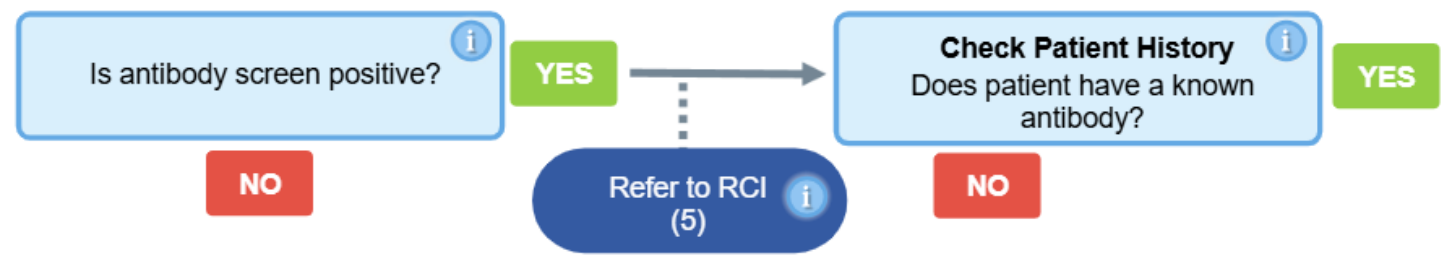 Is antibody screen positive?
YES
NO
Refer to RCI
(5)
Check Patient History
Does patient have a known
antibody?
YES
NO